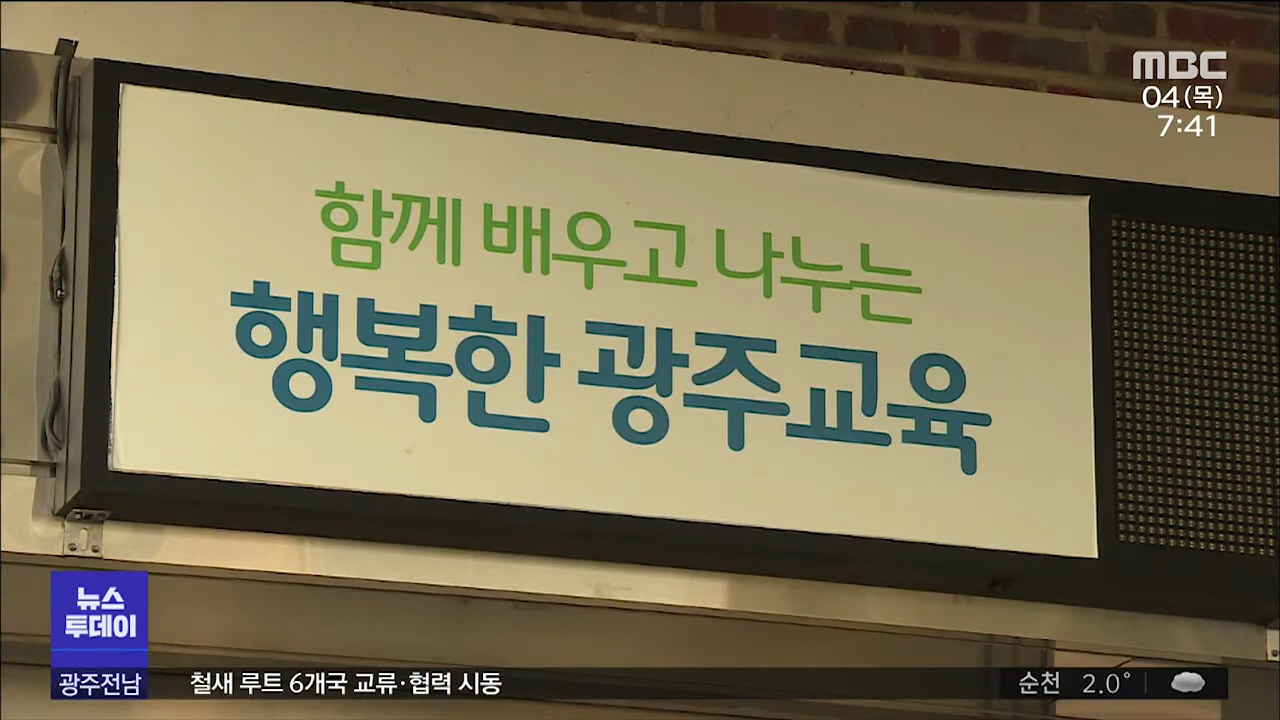 MBC
04(목)
7:41
함께 배우고 나누는
행복한 광주교육
뉴스
투데이
광주전남
철새 루트 6개국 교류·협력 시동
순천 2.0°